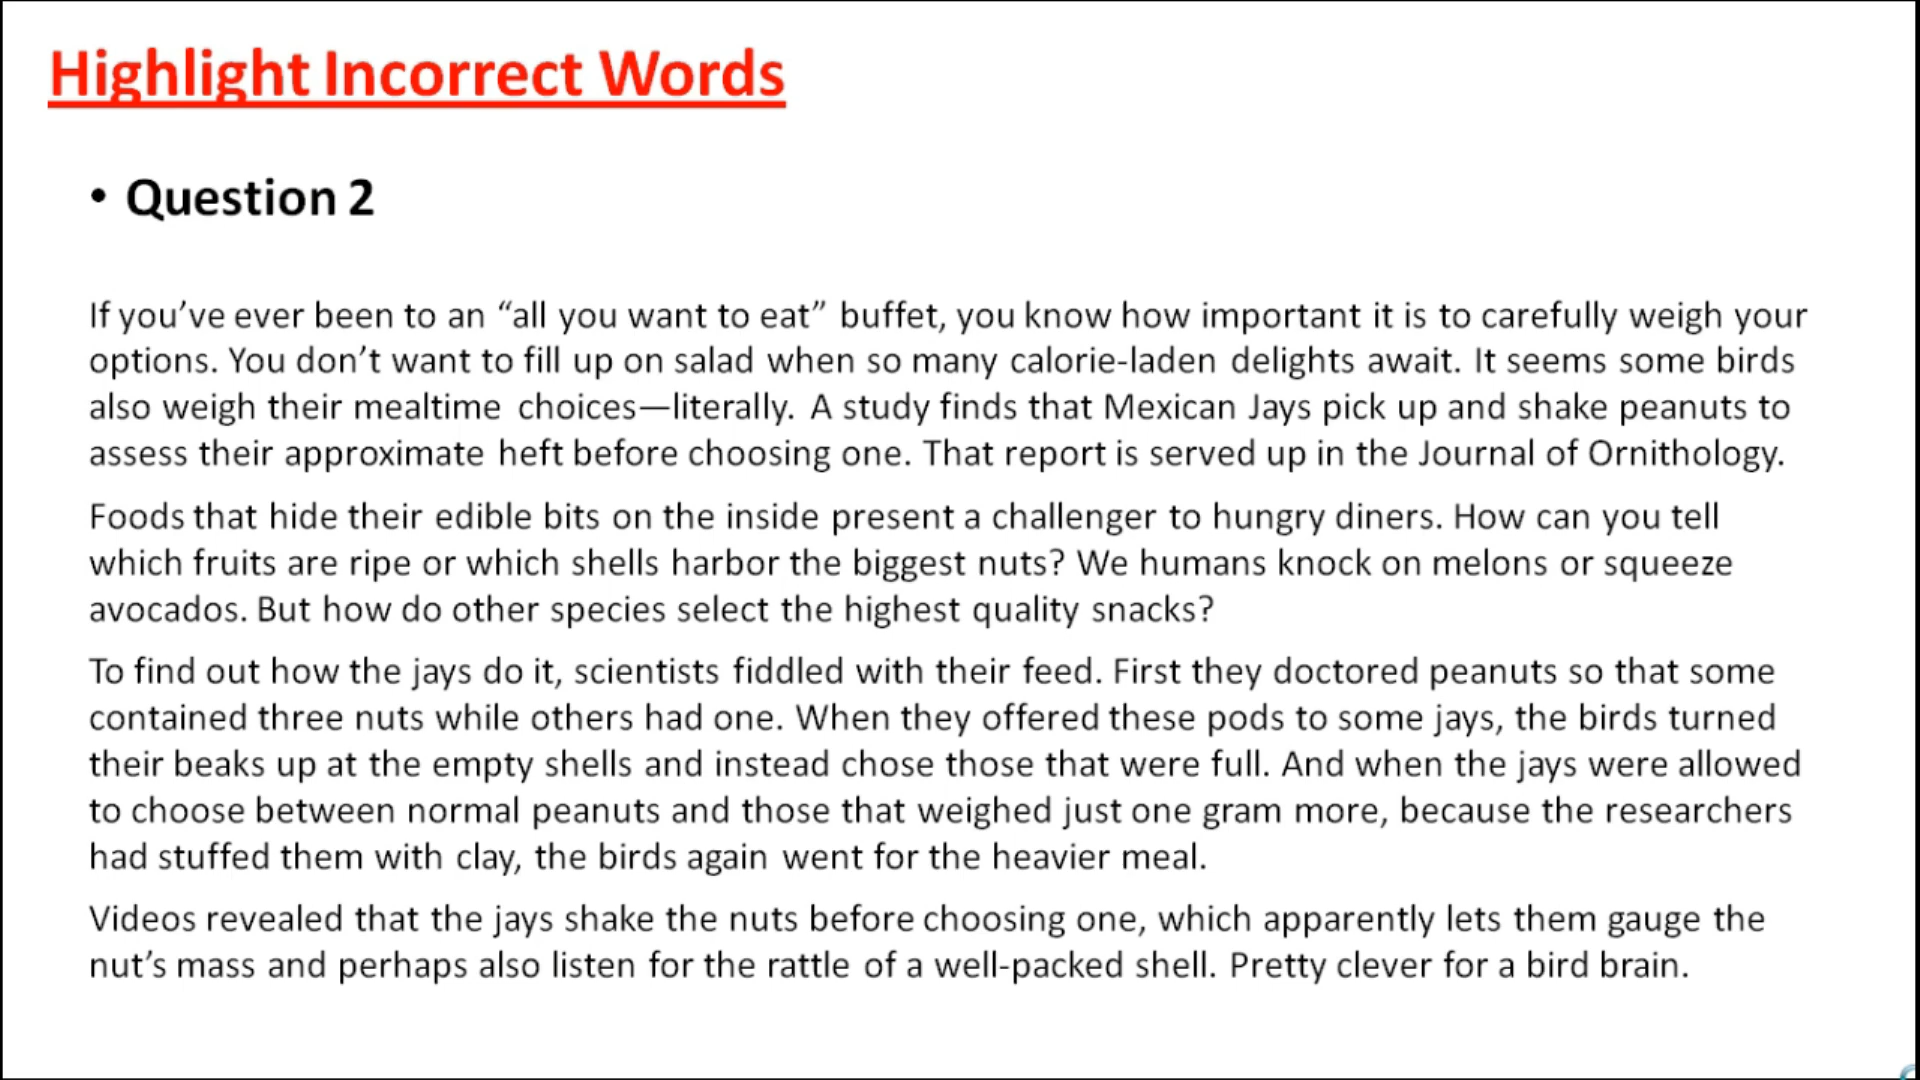 Highlight Incorrect Words
• Question 2
If you’ve ever been to an “all you want to eat” buffet, you know how important it is to carefully weigh your
options. You don’t want to fill up on salad when so many calorie-laden delights await. It seems some birds
also weigh their mealtime choices—literally. A study finds that Mexican Jays pick up and shake peanuts to
assess their approximate heft before choosing one. That report is served up in the Journal of Ornithology.
Foods that hide their edible bits on the inside present a challenger to hungry diners. How can you tell
which fruits are ripe or which shells harbor the biggest nuts? We humans knock on melons or squeeze
avocados. But how do other species select the highest quality snacks?
To find out how the jays do it, scientists fiddled with their feed. First they doctored peanuts so that some
contained three nuts while others had one. When they offered these pods to some jays, the birds turned
their beaks up at the empty shells and instead chose those that were full. And when the jays were allowed
to choose between normal peanuts and those that weighed just one gram more, because the researchers
had stuffed them with clay, the birds again went for the heavier meal.
Videos revealed that the jays shake the nuts before choosing one, which apparently lets them gauge the
nut’s mass and perhaps also listen for the rattle of a well-packed shell. Pretty clever for a bird brain.